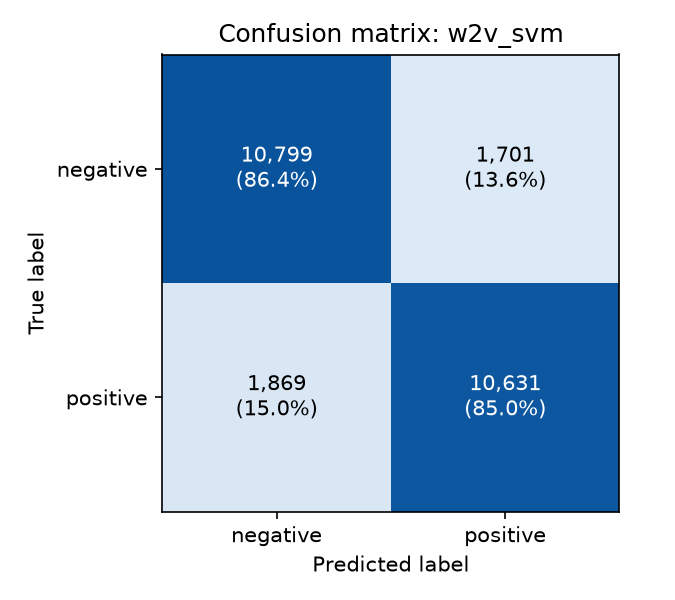 Confusion matrix: w2v_svm
True label
negative
10,799
(86.4%)
1,701
(13.6%)
positive
1,869
(15.0%)
10,631
(85.0%)
negative
positive
Predicted label